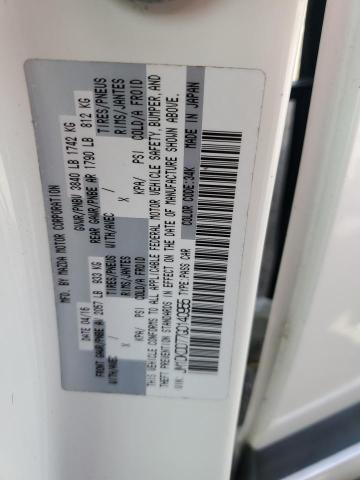 MFD. BY MAZDA MOTOR CORPORATION
DATE 04/16 GVWR/PNBV 3840 LB 1742 KG
FRONT GAWR/PNBE AV 2057 LB 933 KG REAR GAWR/PNBE AR 1790 LB 812 KG
WITH/AVEC TIRES/PNEUS WITH/AVEC TIRES/PNEUS
X RIMS/JANTES X RIMS/JANTES
KPA/ PSI COLD/A FROID KPA/ PSI COLD/A FROID
THIS VEHICLE CONFORMS TO ALL APPLICABLE FEDERAL MOTOR VEHICLE SAFETY, BUMPER, AND
THEFT PREVENTION STANDARDS IN EFFECT ON THE DATE OF MANUFACTURE SHOWN ABOVE.
COLOR/CODE: 34K MADE IN JAPAN
VIN: TYPE: PASS CAR